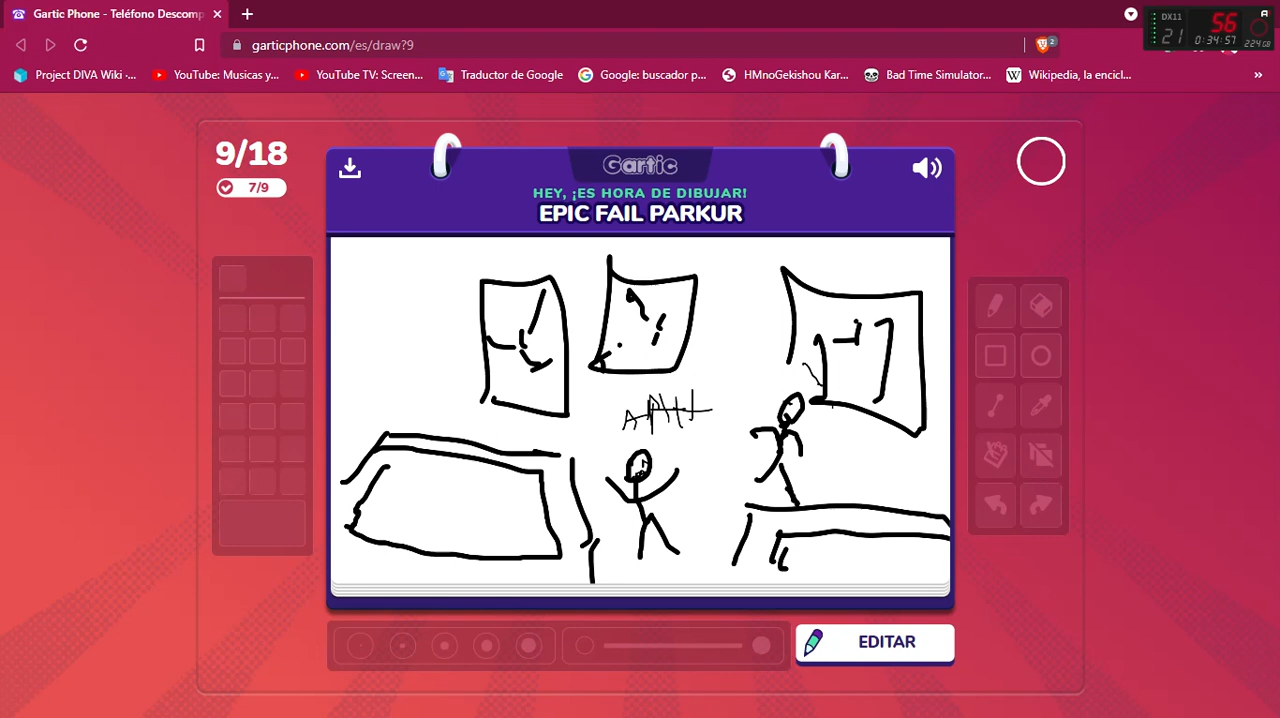 Gartic Phone - Teléfono Descomp
garticphone.com/es/draw?9
2
DX11
21
56
0:34:57
224GB
Project DIVA Wiki -...
YouTube: Musicas y...
YouTube TV: Screen...
Traductor de Google
Google: buscador p...
HMnoGekishou Kar...
Bad Time Simulator...
Wikipedia, la encicl...
»
9/18
7/9
Gartic
HEY, ¡ES HORA DE DIBUJAR!
EPIC FAIL PARKUR
EDITAR